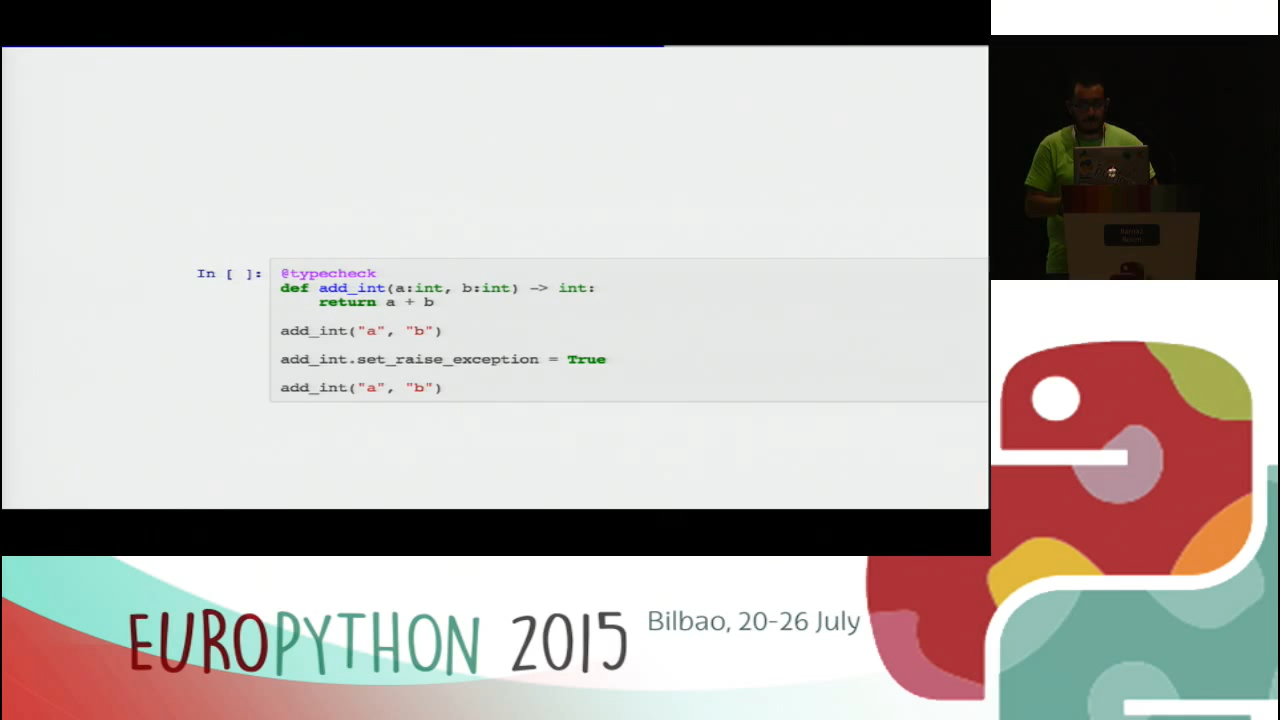 In [ ]:
@typecheck
def add_int(a:int, b:int) -> int:
    return a + b
add_int("a", "b")
add_int.set_raise_exception = True
add_int("a", "b")
EUROPYTHON 2015
Bilbao, 20-26 July